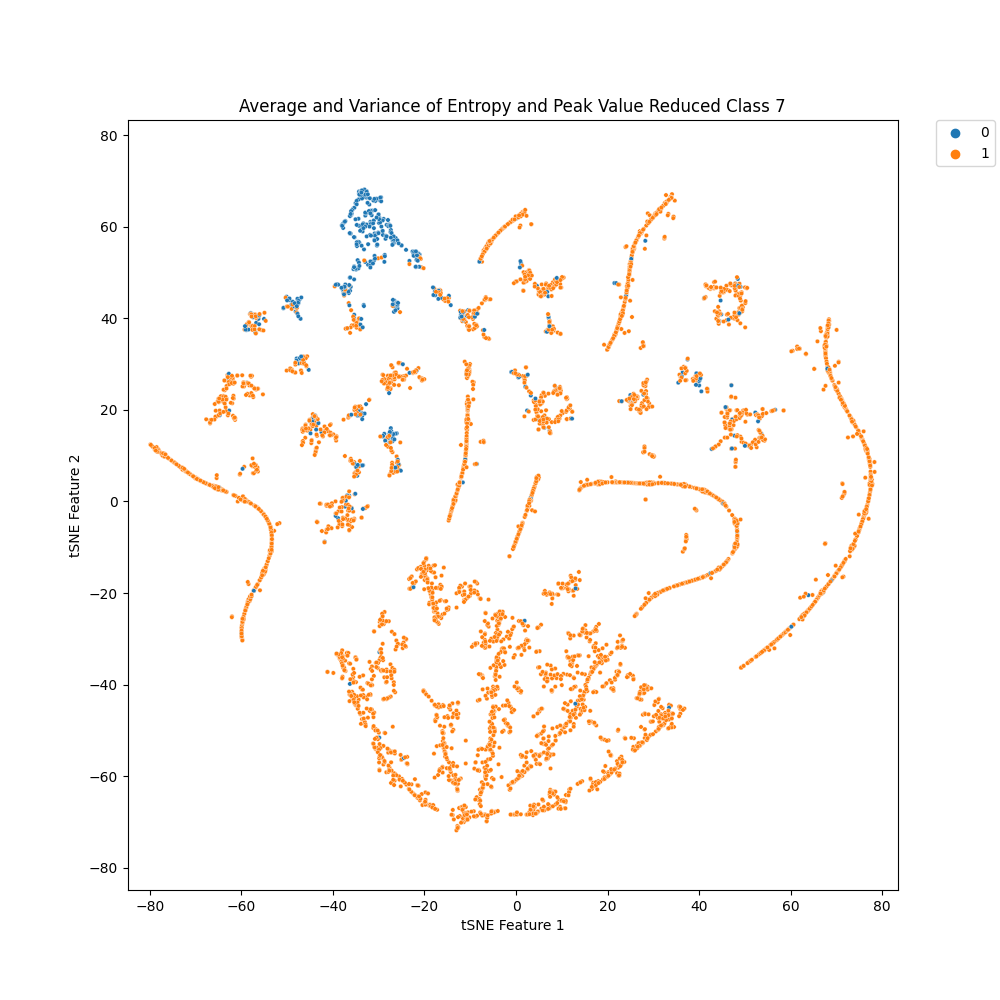 Average and Variance of Entropy and Peak Value Reduced Class 7
0
1
80
60
40
20
0
−20
−40
−60
−80
tSNE Feature 2
−80 −60 −40 −20 0 20 40 60 80
tSNE Feature 1